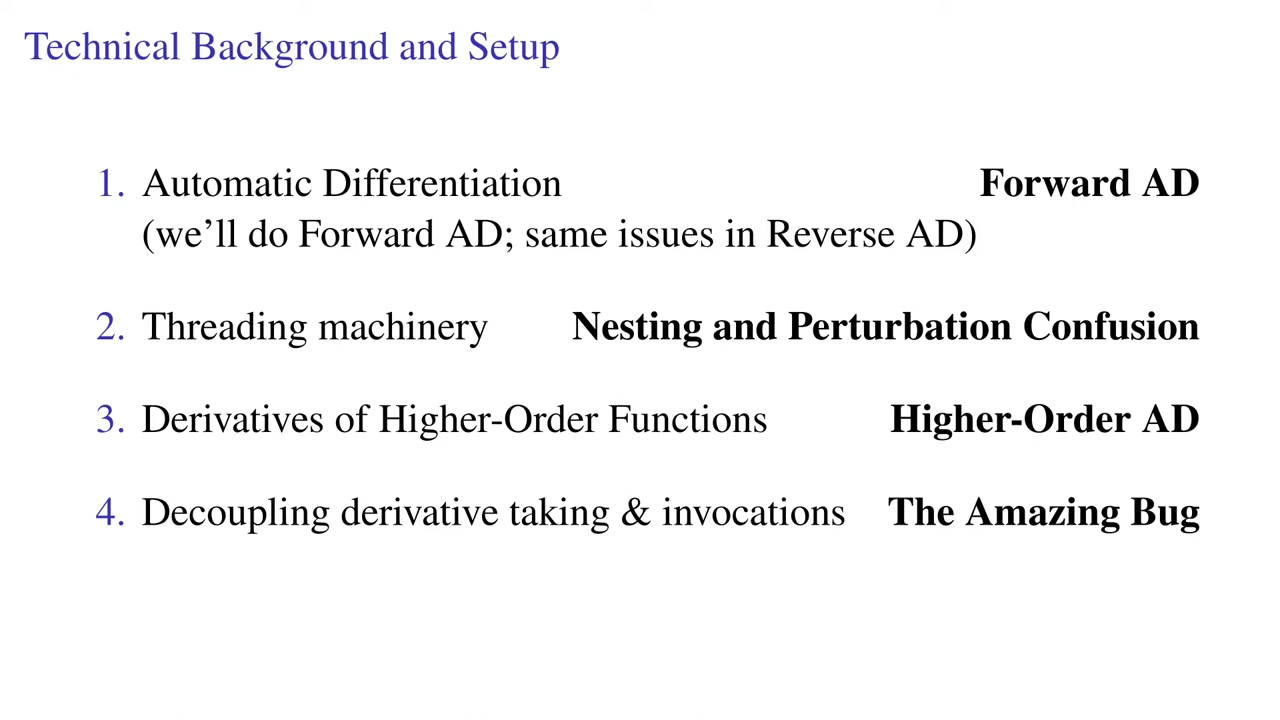 Technical Background and Setup
1. Automatic Differentiation Forward AD
(we’ll do Forward AD; same issues in Reverse AD)
2. Threading machinery Nesting and Perturbation Confusion
3. Derivatives of Higher-Order Functions Higher-Order AD
4. Decoupling derivative taking & invocations The Amazing Bug